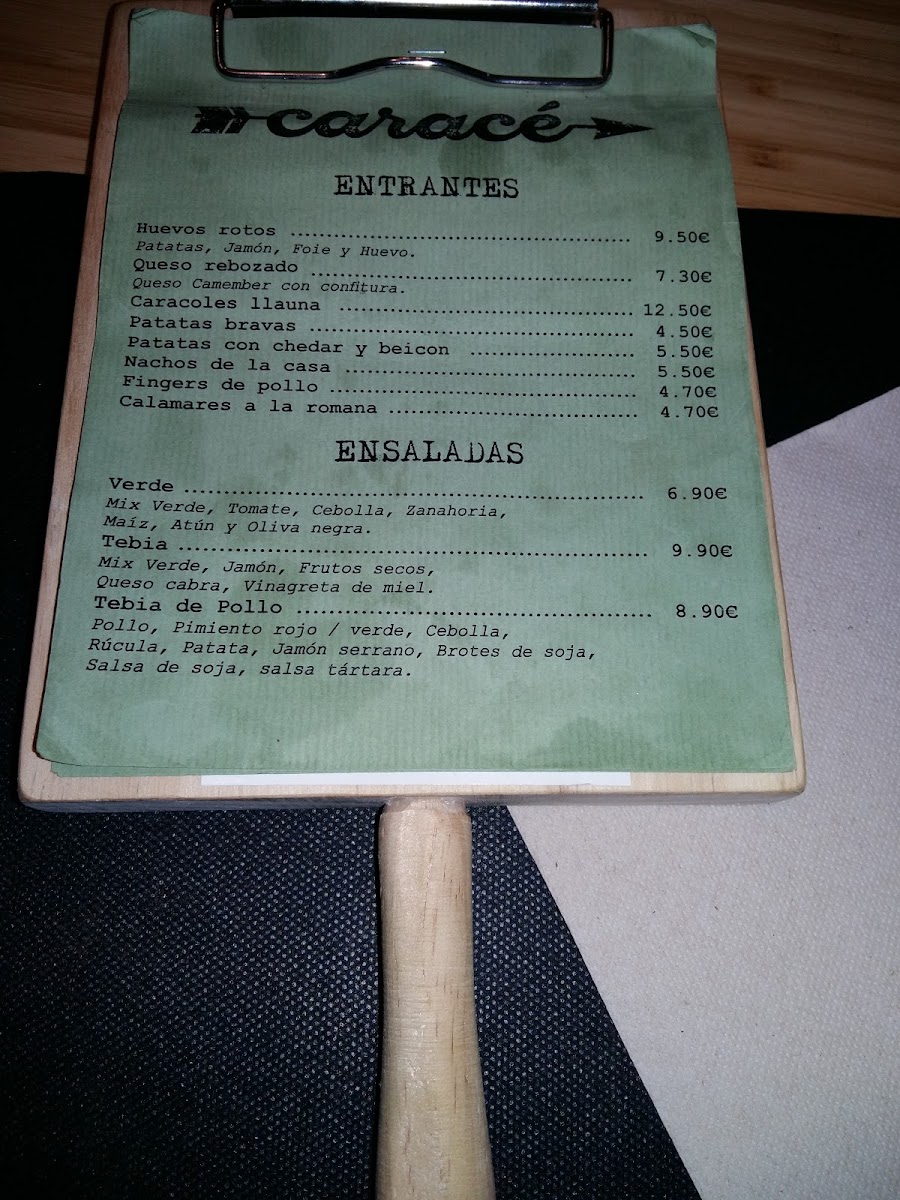 caracé
ENTRANTES
Huevos rotos ........................................ 9.50€
Patatas, Jamón, Foie y Huevo.
Queso rebozado ...................................... 7.30€
Queso Camember con confitura.
Caracoles llauna .................................... 12.50€
Patatas bravas ...................................... 4.50€
Patatas con chedar y beicon ..................... 5.50€
Nachos de la casa ................................... 5.50€
Fingers de pollo .................................... 4.70€
Calamares a la romana .............................. 4.70€
ENSALADAS
Verde ................................................ 6.90€
Mix Verde, Tomate, Cebolla, Zanahoria,
Maíz, Atún y Oliva negra.
Tebia ................................................ 9.90€
Mix Verde, Jamón, Frutos secos,
Queso cabra, Vinagreta de miel.
Tebia de Pollo ...................................... 8.90€
Pollo, Pimiento rojo / verde, Cebolla,
Rúcula, Patata, Jamón serrano, Brotes de soja,
Salsa de soja, salsa tártara.